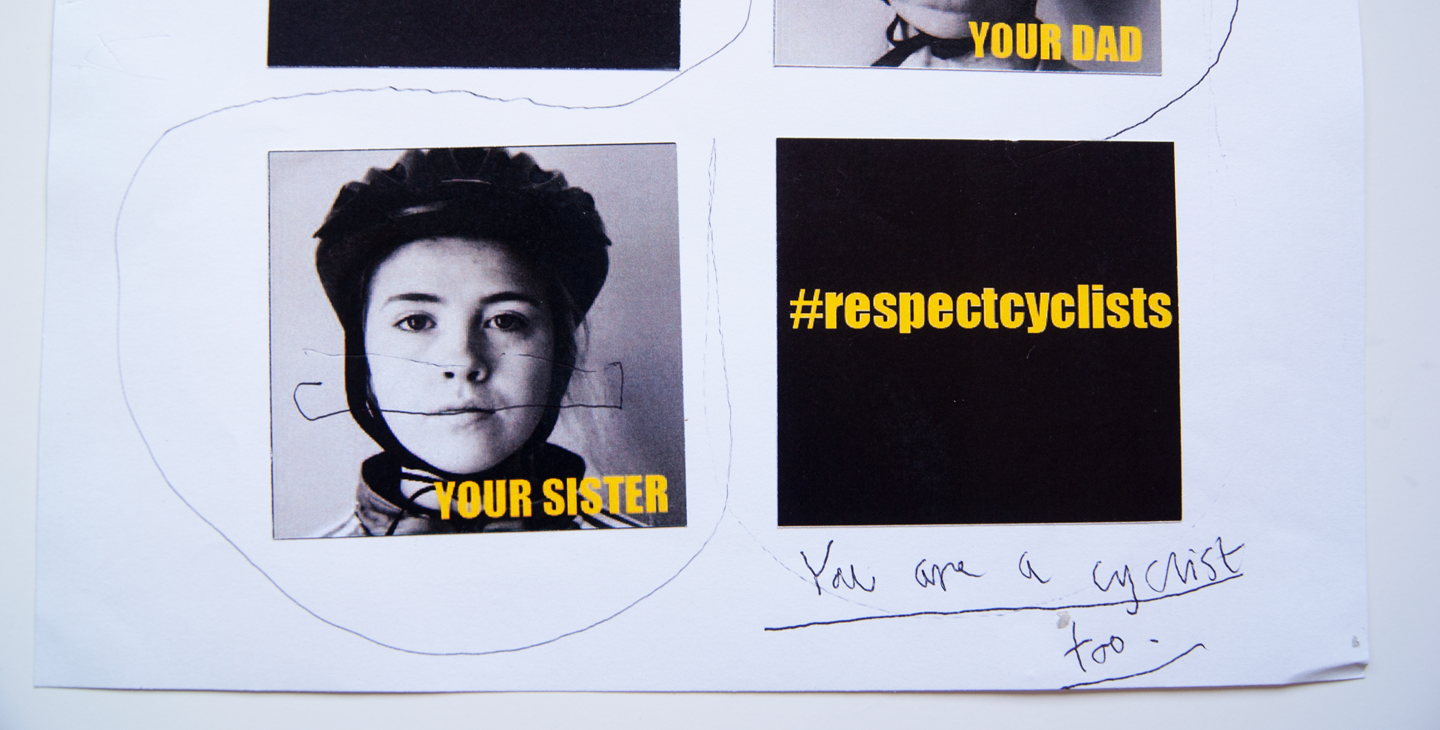 YOUR DAD
YOUR SISTER
#respectcyclists
You are a cyclist
too.